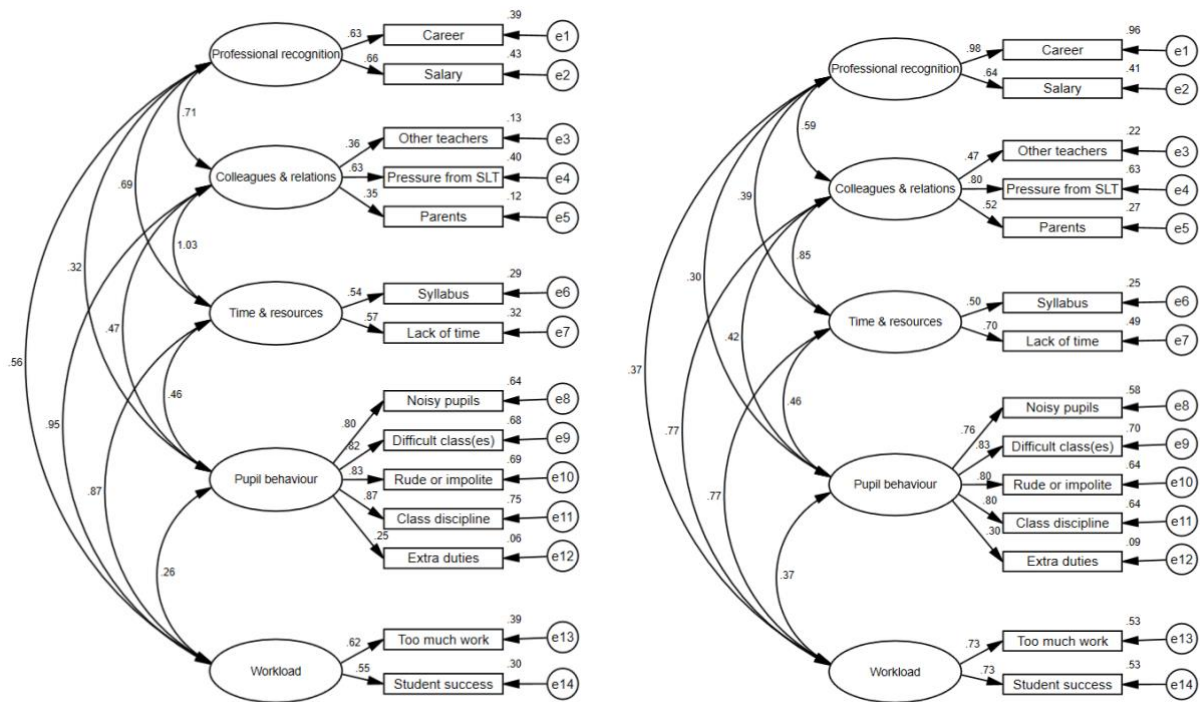 .39
.63 Career e1
.43
Professional recognition
.66 Salary e2
.71
.13
Other teachers e3
.36
.40
.63 Pressure from SLT e4
Colleagues & relations
.69
.12
.35
Parents e5
1.03
.32
.29
.54 Syllabus e6
.32
Time & resources
.57 Lack of time e7
.47
.56
.46
.64
Noisy pupils e8
.80
.68
.82 Difficult class(es) e9
.95
.69
.83 Rude or impolite e10
Pupil behaviour
.87
.75
.87 Class discipline e11
.06
.25
Extra duties e12
.26
.39
.62 Too much work e13
.30
Workload
.55 Student success e14
.96
.98 Career e1
.41
Professional recognition
.64 Salary e2
.59
.22
Other teachers e3
.47
.63
.80 Pressure from SLT e4
Colleagues & relations
.39
.27
.52
Parents e5
.85
.30
.25
.50 Syllabus e6
.49
Time & resources
.70 Lack of time e7
.42
.37
.46
.58
Noisy pupils e8
.76
.70
.83 Difficult class(es) e9
.77
.64
.80 Rude or impolite e10
Pupil behaviour
.77
.64
.80 Class discipline e11
.09
.30
Extra duties e12
.37
.53
.73 Too much work e13
.53
Workload
.73 Student success e14